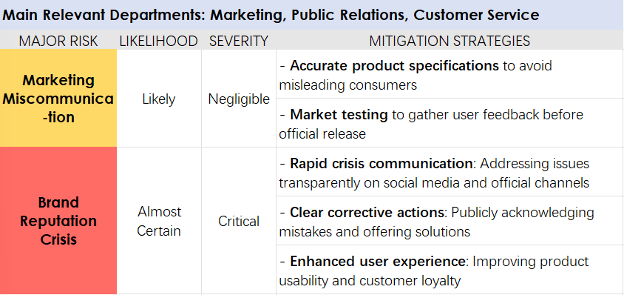 Main Relevant Departments: Marketing, Public Relations, Customer Service
MAJOR RISK LIKELIHOOD SEVERITY MITIGATION STRATEGIES
Marketing
Miscommunica
-tion
Likely
Negligible
- Accurate product specifications to avoid
misleading consumers
- Market testing to gather user feedback before
official release
Brand
Reputation
Crisis
Almost
Certain
Critical
- Rapid crisis communication: Addressing issues
transparently on social media and official channels
- Clear corrective actions: Publicly acknowledging
mistakes and offering solutions
- Enhanced user experience: Improving product
usability and customer loyalty